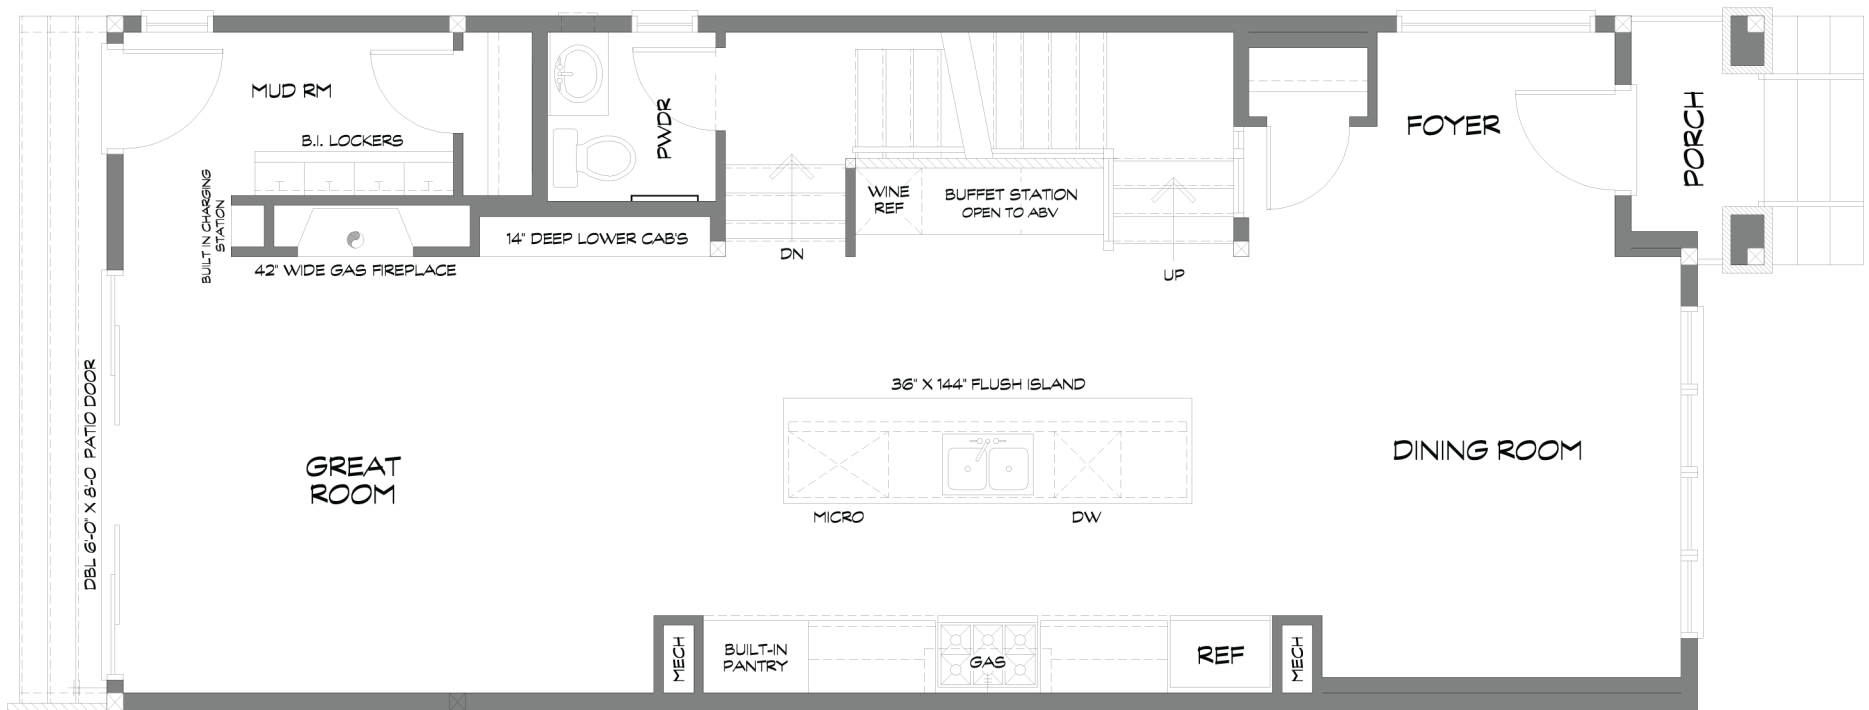 MUD RM
B.I. LOCKERS
BUILT IN CHARGING
STATION
42" WIDE GAS FIREPLACE
14" DEEP LOWER CAB'S
PWDR
DN
WINE
REF
BUFFET STATION
OPEN TO ABV
UP
FOYER
PORCH
DBL 6'-0" X 8'-0 PATIO DOOR
GREAT
ROOM
36" X 144" FLUSH ISLAND
MICRO
DW
DINING ROOM
MECH
BUILT-IN
PANTRY
GAS
REF
MECH